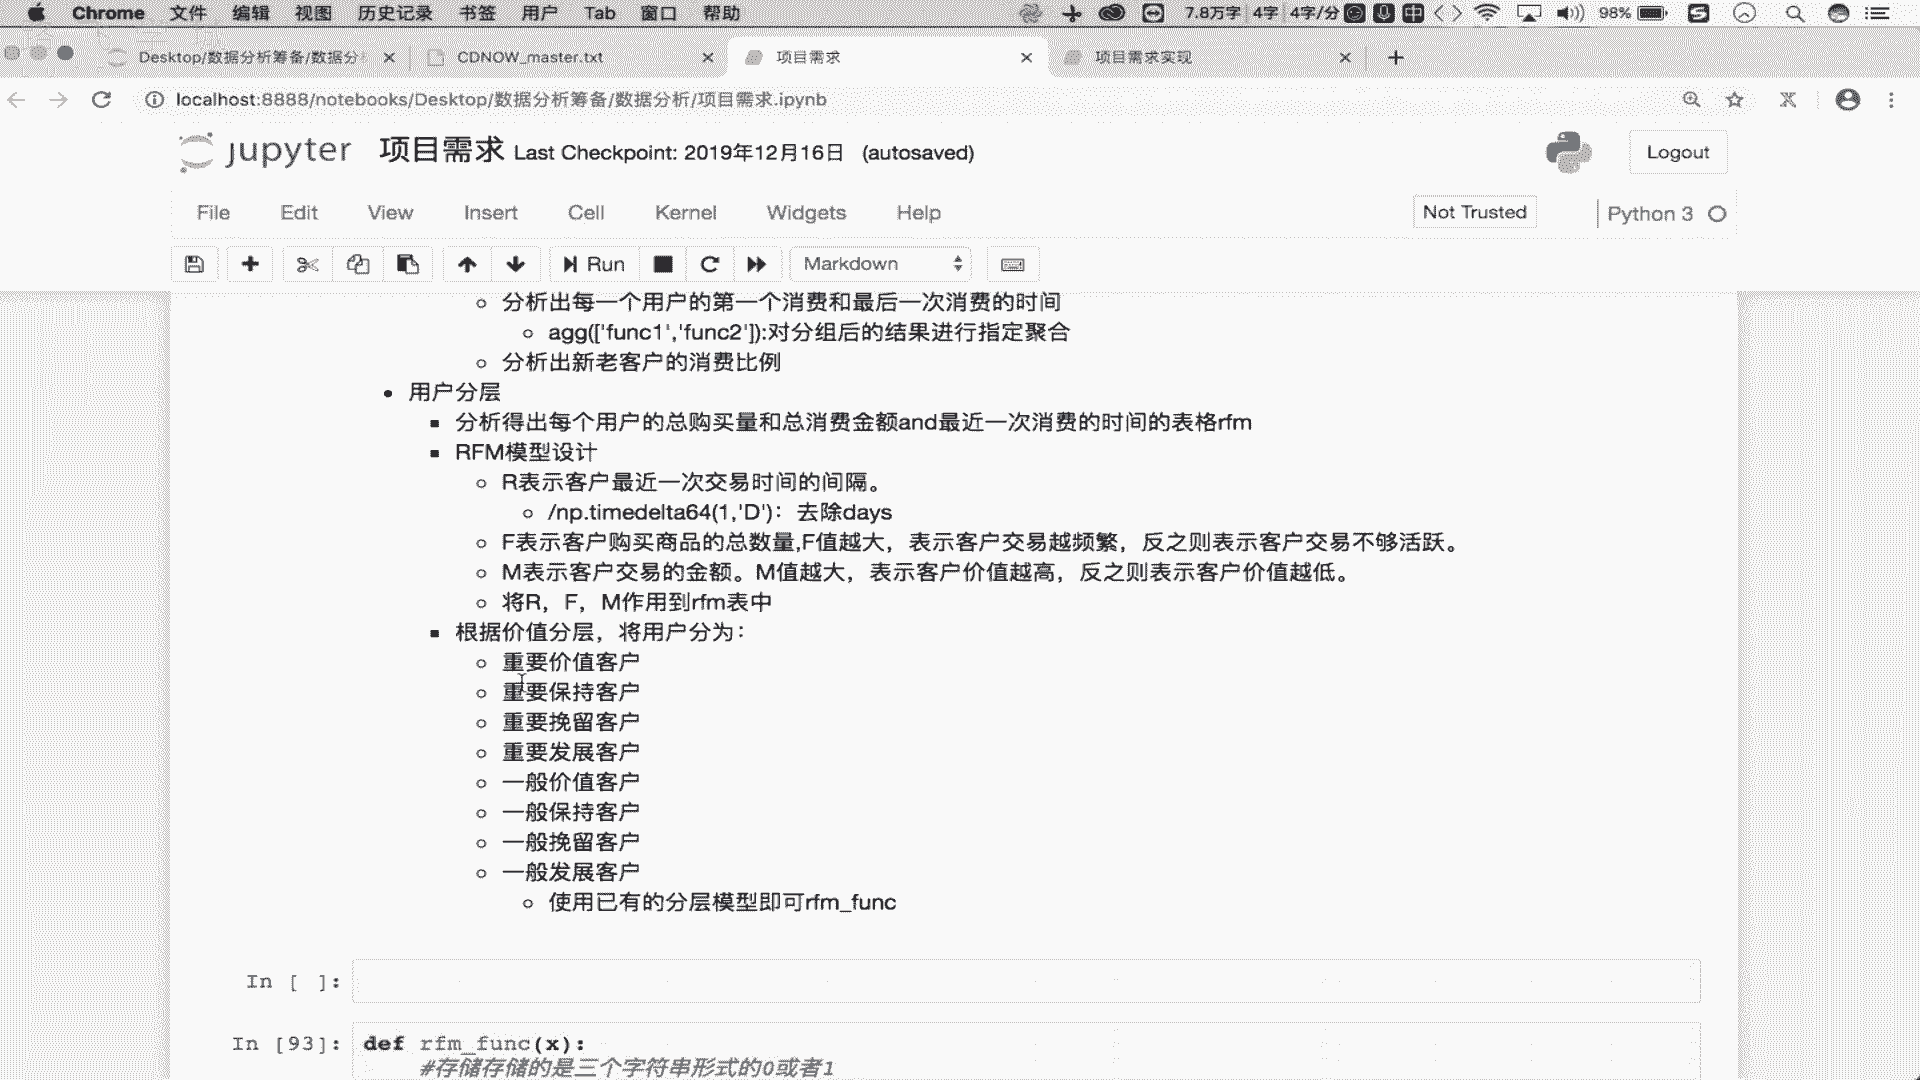 Chrome 文件 编辑 视图 历史记录 书签 用户 Tab 窗口 帮助 7.8万字 4字 4字/分 中 98%
Desktop/数据分析筹备/数据分 CDNOW_master.txt 项目需求 项目需求实现
localhost:8888/notebooks/Desktop/数据分析筹备/数据分析/项目需求.ipynb
jupyter 项目需求 Last Checkpoint: 2019年12月16日 (autosaved) Logout
File Edit View Insert Cell Kernel Widgets Help Not Trusted Python 3
Run Markdown
分析出每一个用户的第一个消费和最后一次消费的时间
agg(['func1','func2']):对分组后的结果进行指定聚合
分析出新老客户的消费比例
用户分层
分析得出每个用户的总购买量和总消费金额and最近一次消费的时间的表格rfm
RFM模型设计
R表示客户最近一次交易时间的间隔。
/np.timedelta64(1,'D')：去除days
F表示客户购买商品的总数量,F值越大，表示客户交易越频繁，反之则表示客户交易不够活跃。
M表示客户交易的金额。M值越大，表示客户价值越高，反之则表示客户价值越低。
将R，F，M作用到rfm表中
根据价值分层，将用户分为：
重要价值客户
重要保持客户
重要挽留客户
重要发展客户
一般价值客户
一般保持客户
一般挽留客户
一般发展客户
使用已有的分层模型即可rfm_func
In [ ]:
In [93]: def rfm_func(x):
#存储存储的是三个字符串形式的0或者1